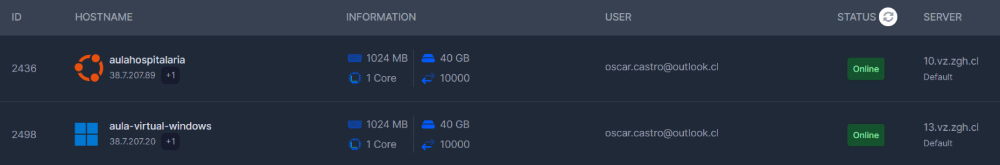 ID HOSTNAME INFORMATION USER STATUS SERVER
2436 aulahospitalaria 1024 MB 40 GB oscar.castro@outlook.cl Online 10.vz.zgh.cl
38.7.207.89 +1 1 Core 10000 Default
2498 aula-virtual-windows 1024 MB 40 GB oscar.castro@outlook.cl Online 13.vz.zgh.cl
38.7.207.20 +1 1 Core 10000 Default